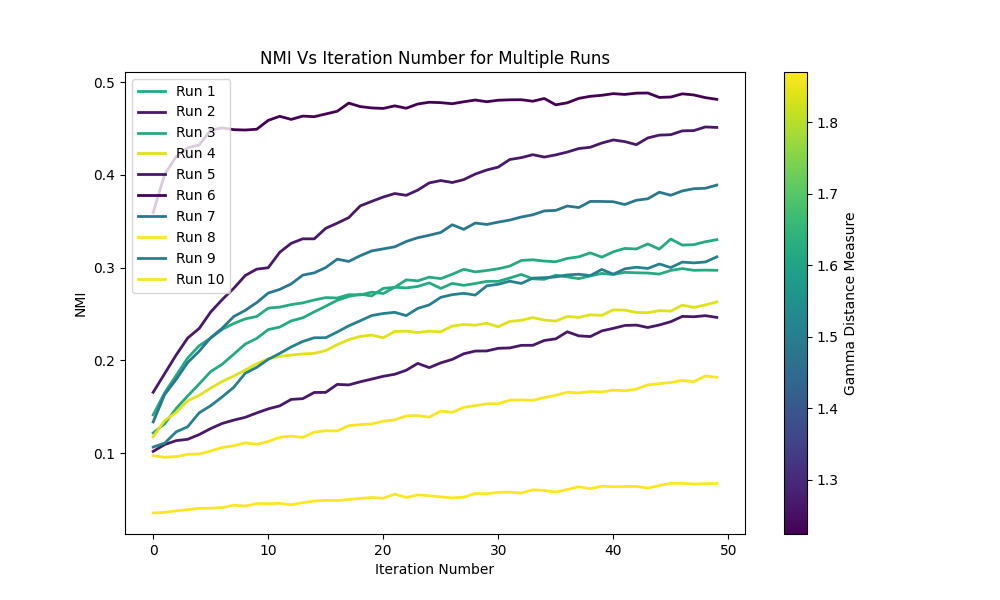 NMI Vs Iteration Number for Multiple Runs
NMI
0.5
0.4
0.3
0.2
0.1
Run 1
Run 2
Run 3
Run 4
Run 5
Run 6
Run 7
Run 8
Run 9
Run 10
0 10 20 30 40 50
Iteration Number
1.8
1.7
1.6
1.5
1.4
1.3
Gamma Distance Measure